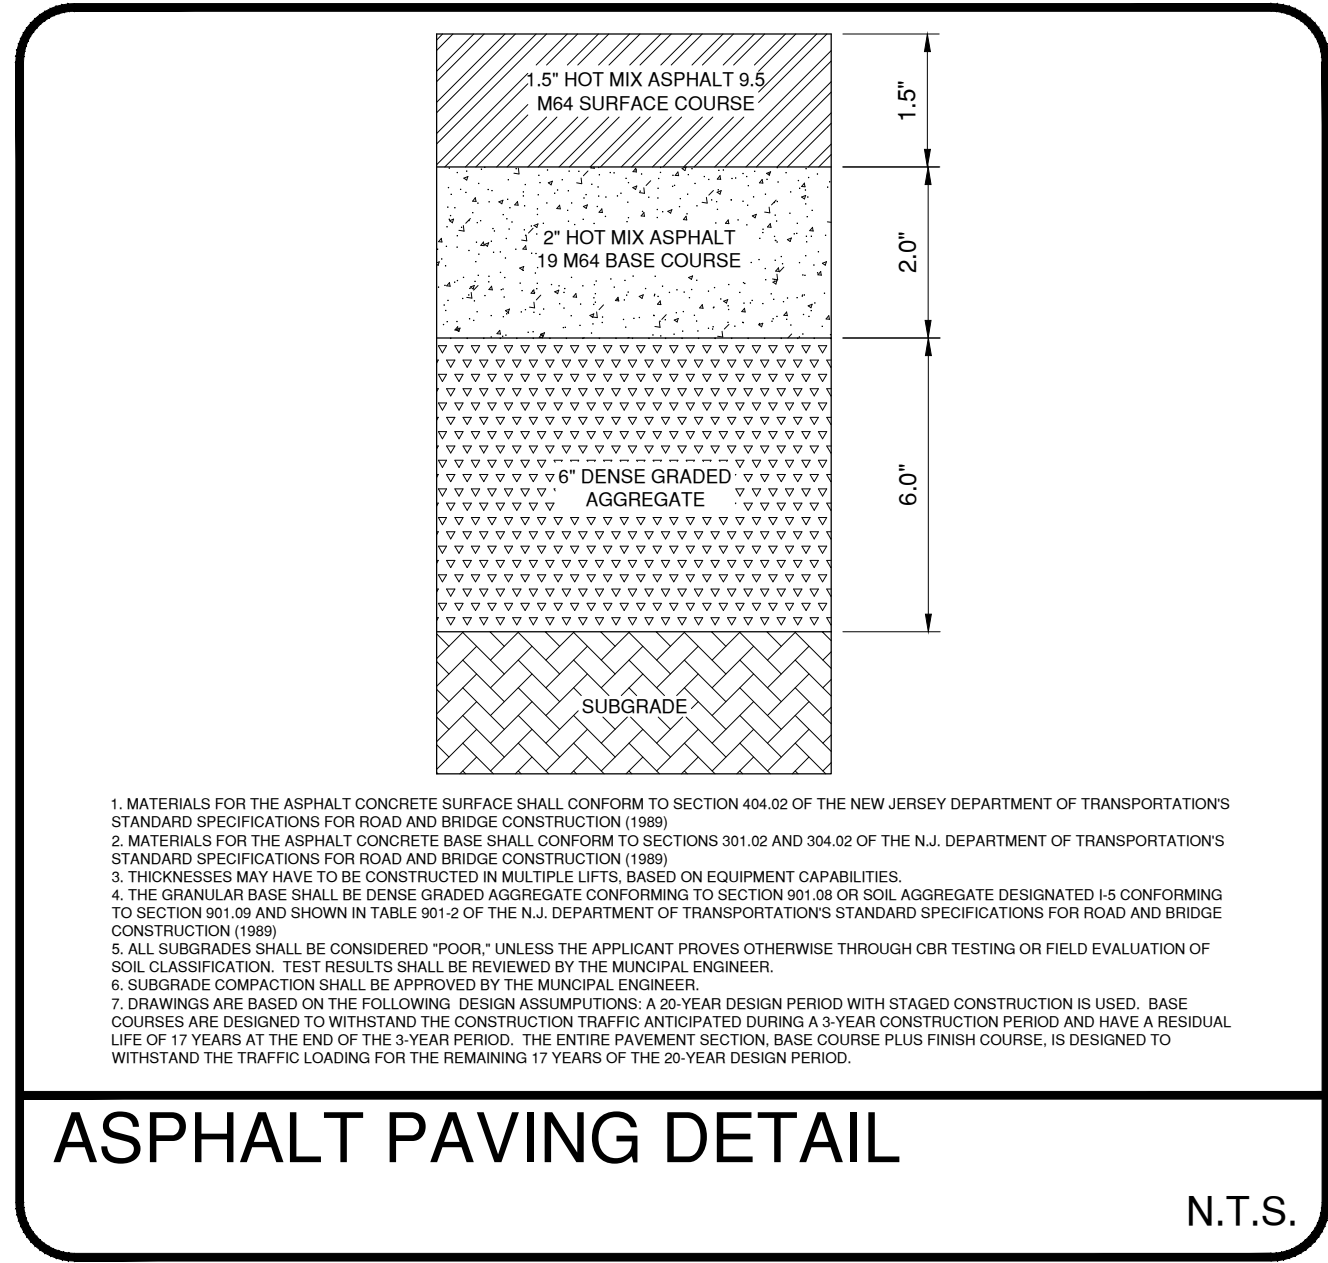 1.5" HOT MIX ASPHALT 9.5
M64 SURFACE COURSE
1.5"
2" HOT MIX ASPHALT
19 M64 BASE COURSE
2.0"
6" DENSE GRADED
AGGREGATE
6.0"
SUBGRADE
1. MATERIALS FOR THE ASPHALT CONCRETE SURFACE SHALL CONFORM TO SECTION 404.02 OF THE NEW JERSEY DEPARTMENT OF TRANSPORTATION'S
STANDARD SPECIFICATIONS FOR ROAD AND BRIDGE CONSTRUCTION (1989)
2. MATERIALS FOR THE ASPHALT CONCRETE BASE SHALL CONFORM TO SECTIONS 301.02 AND 304.02 OF THE N.J. DEPARTMENT OF TRANSPORTATION'S
STANDARD SPECIFICATIONS FOR ROAD AND BRIDGE CONSTRUCTION (1989)
3. THICKNESSES MAY HAVE TO BE CONSTRUCTED IN MULTIPLE LIFTS, BASED ON EQUIPMENT CAPABILITIES.
4. THE GRANULAR BASE SHALL BE DENSE GRADED AGGREGATE CONFORMING TO SECTION 901.08 OR SOIL AGGREGATE DESIGNATED I-5 CONFORMING
TO SECTION 901.09 AND SHOWN IN TABLE 901-2 OF THE N.J. DEPARTMENT OF TRANSPORTATION'S STANDARD SPECIFICATIONS FOR ROAD AND BRIDGE
CONSTRUCTION (1989)
5. ALL SUBGRADES SHALL BE CONSIDERED "POOR," UNLESS THE APPLICANT PROVES OTHERWISE THROUGH CBR TESTING OR FIELD EVALUATION OF
SOIL CLASSIFICATION. TEST RESULTS SHALL BE REVIEWED BY THE MUNCIPAL ENGINEER.
6. SUBGRADE COMPACTION SHALL BE APPROVED BY THE MUNCIPAL ENGINEER.
7. DRAWINGS ARE BASED ON THE FOLLOWING DESIGN ASSUMPUTIONS: A 20-YEAR DESIGN PERIOD WITH STAGED CONSTRUCTION IS USED. BASE
COURSES ARE DESIGNED TO WITHSTAND THE CONSTRUCTION TRAFFIC ANTICIPATED DURING A 3-YEAR CONSTRUCTION PERIOD AND HAVE A RESIDUAL
LIFE OF 17 YEARS AT THE END OF THE 3-YEAR PERIOD. THE ENTIRE PAVEMENT SECTION, BASE COURSE PLUS FINISH COURSE, IS DESIGNED TO
WITHSTAND THE TRAFFIC LOADING FOR THE REMAINING 17 YEARS OF THE 20-YEAR DESIGN PERIOD.
ASPHALT PAVING DETAIL
N.T.S.